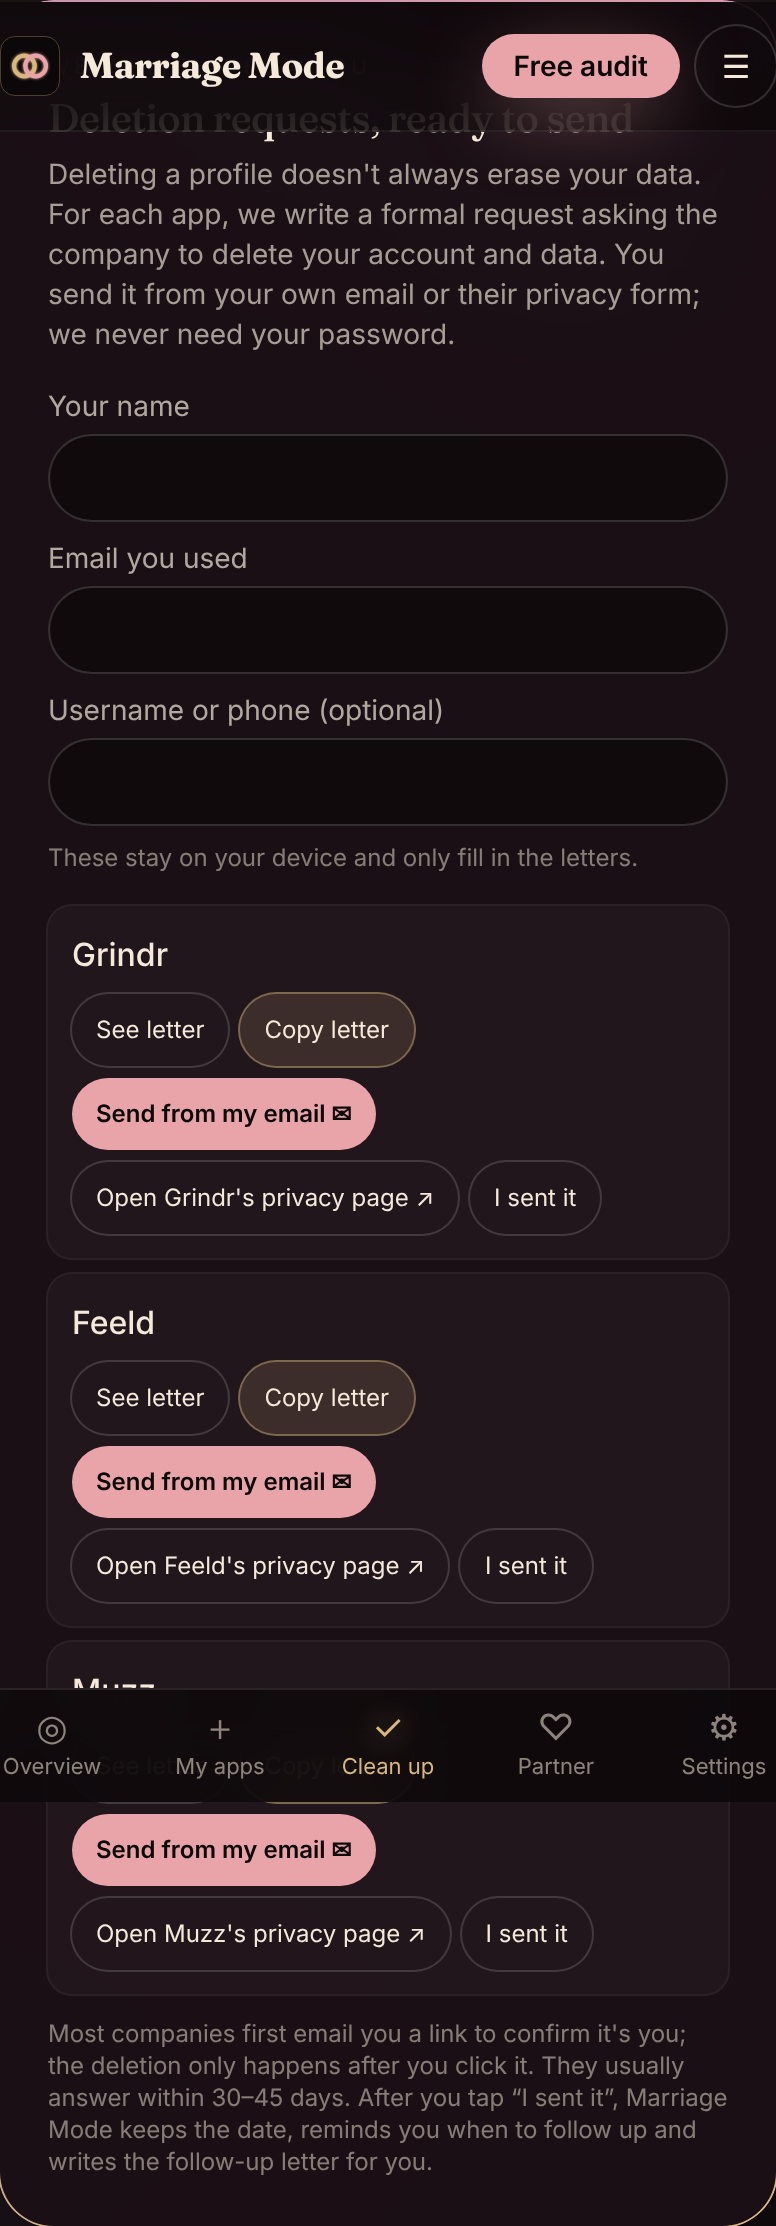 Marriage Mode
Free audit
Deletion requests, ready to send
Deleting a profile doesn't always erase your data.
For each app, we write a formal request asking the
company to delete your account and data. You
send it from your own email or their privacy form;
we never need your password.
Your name
Email you used
Username or phone (optional)
These stay on your device and only fill in the letters.
Grindr
See letter
Copy letter
Send from my email ✉
Open Grindr's privacy page ↗
I sent it
Feeld
See letter
Copy letter
Send from my email ✉
Open Feeld's privacy page ↗
I sent it
Muzz
Overview
My apps
Clean up
Partner
Settings
Send from my email ✉
Open Muzz's privacy page ↗
I sent it
Most companies first email you a link to confirm it's you;
the deletion only happens after you click it. They usually
answer within 30–45 days. After you tap “I sent it”, Marriage
Mode keeps the date, reminds you when to follow up and
writes the follow-up letter for you.